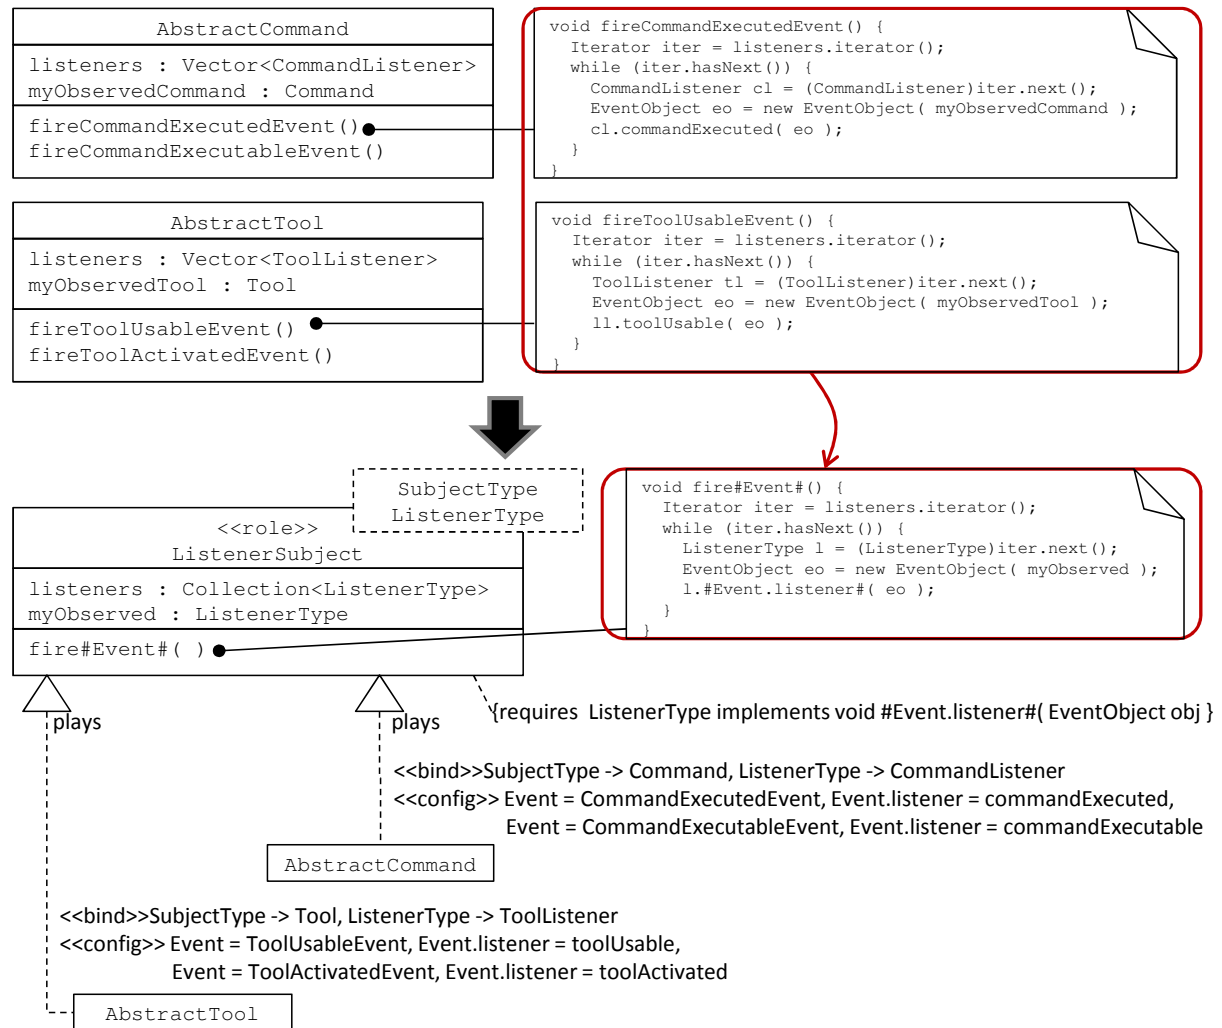 AbstractCommand
listeners : Vector<CommandListener>
myObservedCommand : Command
fireCommandExecutedEvent()
fireCommandExecutableEvent()
void fireCommandExecutedEvent() {
Iterator iter = listeners.iterator();
while (iter.hasNext()) {
CommandListener cl = (CommandListener)iter.next();
EventObject eo = new EventObject( myObservedCommand );
cl.commandExecuted( eo );
}
}
AbstractTool
listeners : Vector<ToolListener>
myObservedTool : Tool
fireToolUsableEvent()
fireToolActivatedEvent()
void fireToolUsableEvent() {
Iterator iter = listeners.iterator();
while (iter.hasNext()) {
ToolListener tl = (ToolListener)iter.next();
EventObject eo = new EventObject( myObservedTool );
ll.toolUsable( eo );
}
}
SubjectType
ListenerType
<<role>>
ListenerSubject
listeners : Collection<ListenerType>
myObserved : ListenerType
fire#Event#( )
void fire#Event#() {
Iterator iter = listeners.iterator();
while (iter.hasNext()) {
ListenerType l = (ListenerType)iter.next();
EventObject eo = new EventObject( myObserved );
l.#Event.listener#( eo );
}
}
plays
plays
{requires ListenerType implements void #Event.listener#( EventObject obj }
<<bind>>SubjectType -> Command, ListenerType -> CommandListener
<<config>> Event = CommandExecutedEvent, Event.listener = commandExecuted,
Event = CommandExecutableEvent, Event.listener = commandExecutable
AbstractCommand
<<bind>>SubjectType -> Tool, ListenerType -> ToolListener
<<config>> Event = ToolUsableEvent, Event.listener = toolUsable,
Event = ToolActivatedEvent, Event.listener = toolActivated
AbstractTool